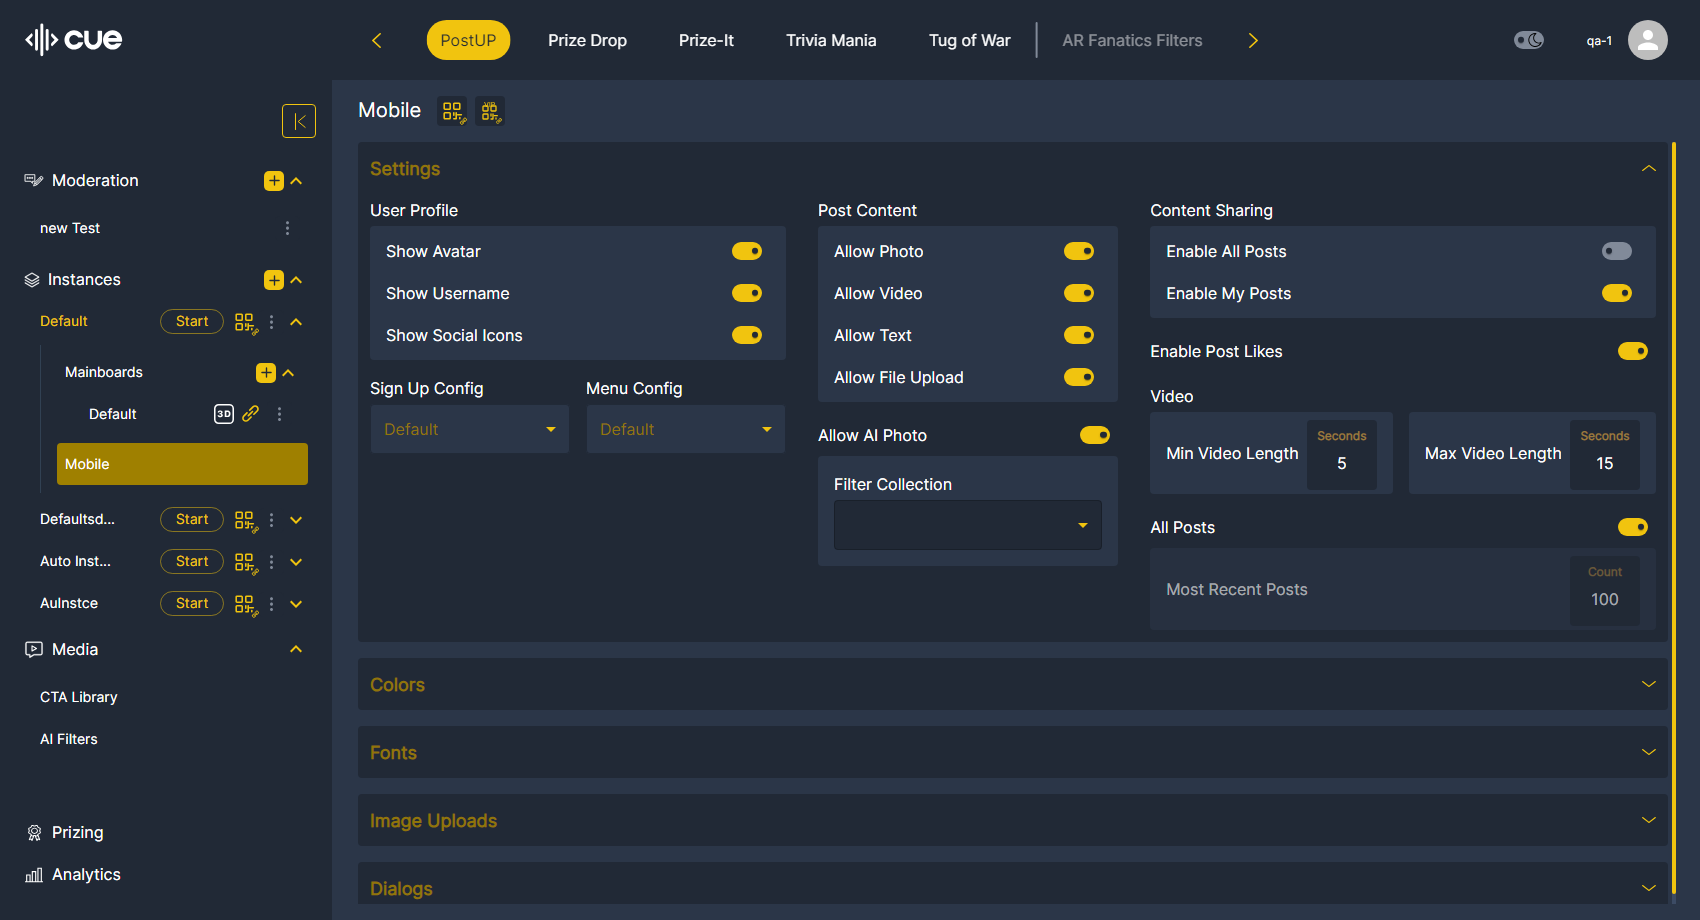 cue
PostUP
Prize Drop
Prize-It
Trivia Mania
Tug of War
AR Fanatics Filters
qa-1
Moderation
new Test
Instances
Default
Start
Mainboards
Default
3D
Mobile
Defaultsd...
Start
Auto Inst...
Start
AuInstce
Start
Media
CTA Library
AI Filters
Prizing
Analytics
Mobile
VIP
Settings
User Profile
Show Avatar
Show Username
Show Social Icons
Sign Up Config
Default
Menu Config
Default
Post Content
Allow Photo
Allow Video
Allow Text
Allow File Upload
Allow AI Photo
Filter Collection
Content Sharing
Enable All Posts
Enable My Posts
Enable Post Likes
Video
Min Video Length
Seconds
5
Max Video Length
Seconds
15
All Posts
Most Recent Posts
Count
100
Colors
Fonts
Image Uploads
Dialogs